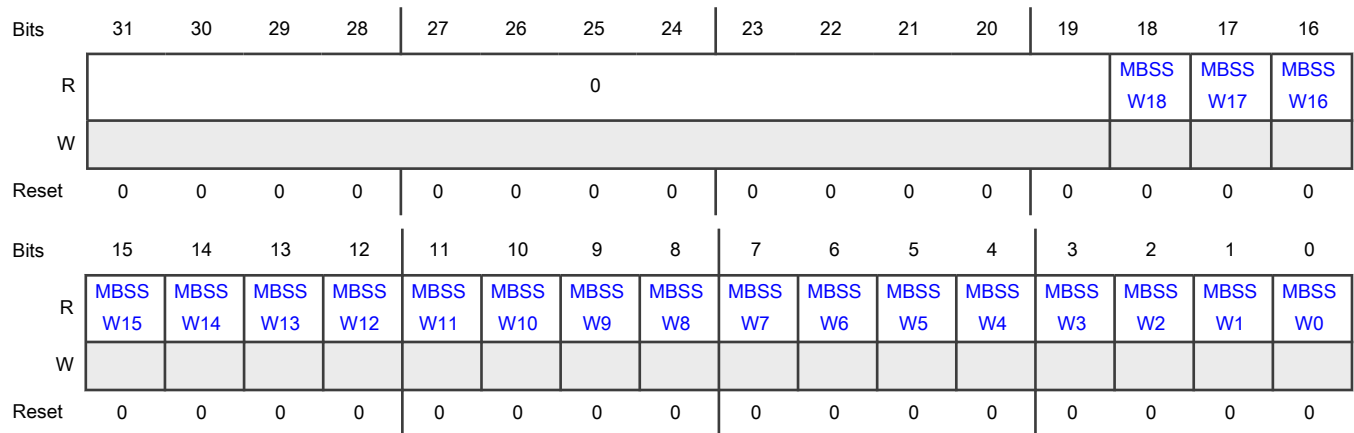 Bits 31 30 29 28 27 26 25 24 23 22 21 20 19 18 17 16
R 0 MBSS MBSS MBSS
W18 W17 W16
W
Reset 0 0 0 0 0 0 0 0 0 0 0 0 0 0 0 0
Bits 15 14 13 12 11 10 9 8 7 6 5 4 3 2 1 0
R MBSS MBSS MBSS MBSS MBSS MBSS MBSS MBSS MBSS MBSS MBSS MBSS MBSS MBSS MBSS MBSS
W15 W14 W13 W12 W11 W10 W9 W8 W7 W6 W5 W4 W3 W2 W1 W0
W
Reset 0 0 0 0 0 0 0 0 0 0 0 0 0 0 0 0